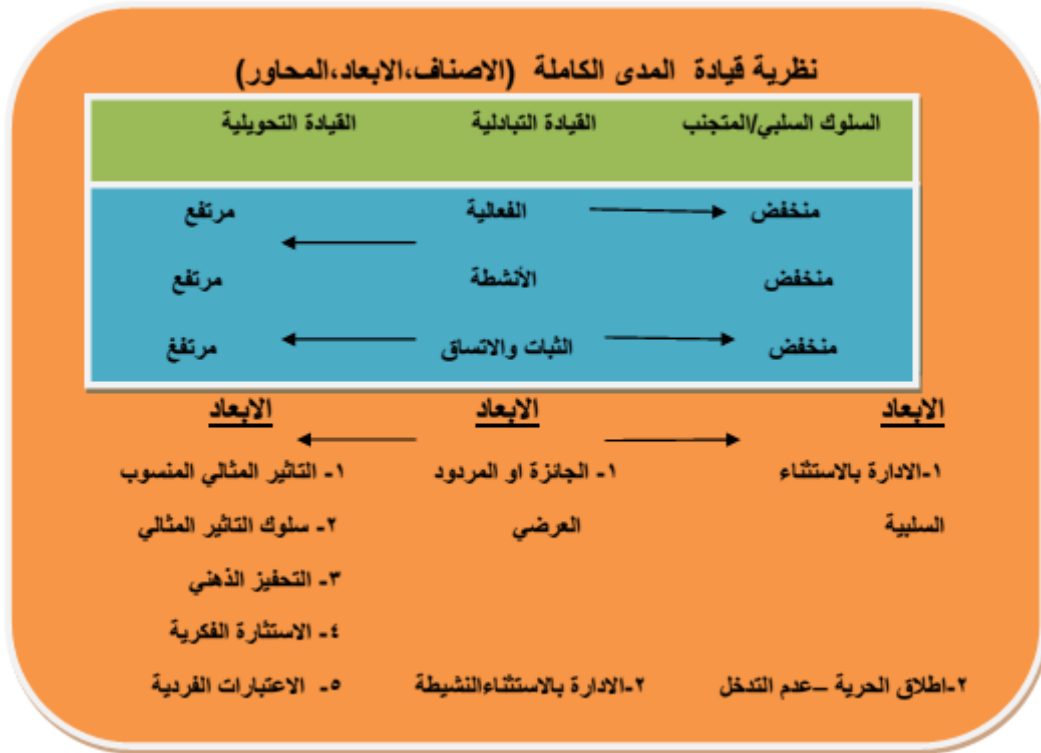 نظرية قيادة المدى الكاملة (الاصناف،الابعاد،المحاور)
السلوك السلبي/المتجنب القيادة التبادلية القيادة التحويلية
منخفض الفعالية مرتفع
منخفض الأنشطة مرتفع
منخفض الثبات والاتساق مرتفغ
الابعاد الابعاد الابعاد
١-الادارة بالاستثناء ١- الجائزة او المردود ١- التاثير المثالي المنسوب
السلبية العرضي ٢- سلوك التاثير المثالي
٣- التحفيز الذهني
٤- الاستثارة الفكرية
٢-اطلاق الحرية –عدم التدخل ٢-الادارة بالاستثناءالنشيطة ٥- الاعتبارات الفردية